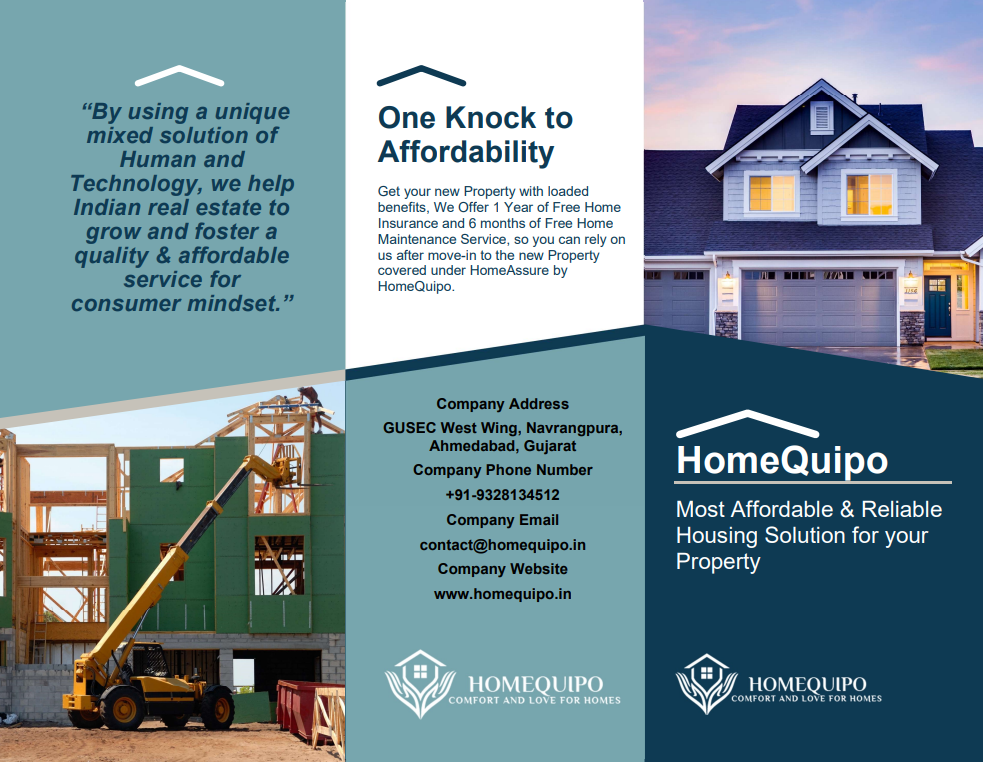 “By using a unique
mixed solution of
Human and
Technology, we help
Indian real estate to
grow and foster a
quality & affordable
service for
consumer mindset.”
One Knock to
Affordability
Get your new Property with loaded
benefits, We Offer 1 Year of Free Home
Insurance and 6 months of Free Home
Maintenance Service, so you can rely on
us after move-in to the new Property
covered under HomeAssure by
HomeQuipo.
Company Address
GUSEC West Wing, Navrangpura,
Ahmedabad, Gujarat
Company Phone Number
+91-9328134512
Company Email
contact@homequipo.in
Company Website
www.homequipo.in
HOMEQUIPO
COMFORT AND LOVE FOR HOMES
HomeQuipo
Most Affordable & Reliable
Housing Solution for your
Property
HOMEQUIPO
COMFORT AND LOVE FOR HOMES